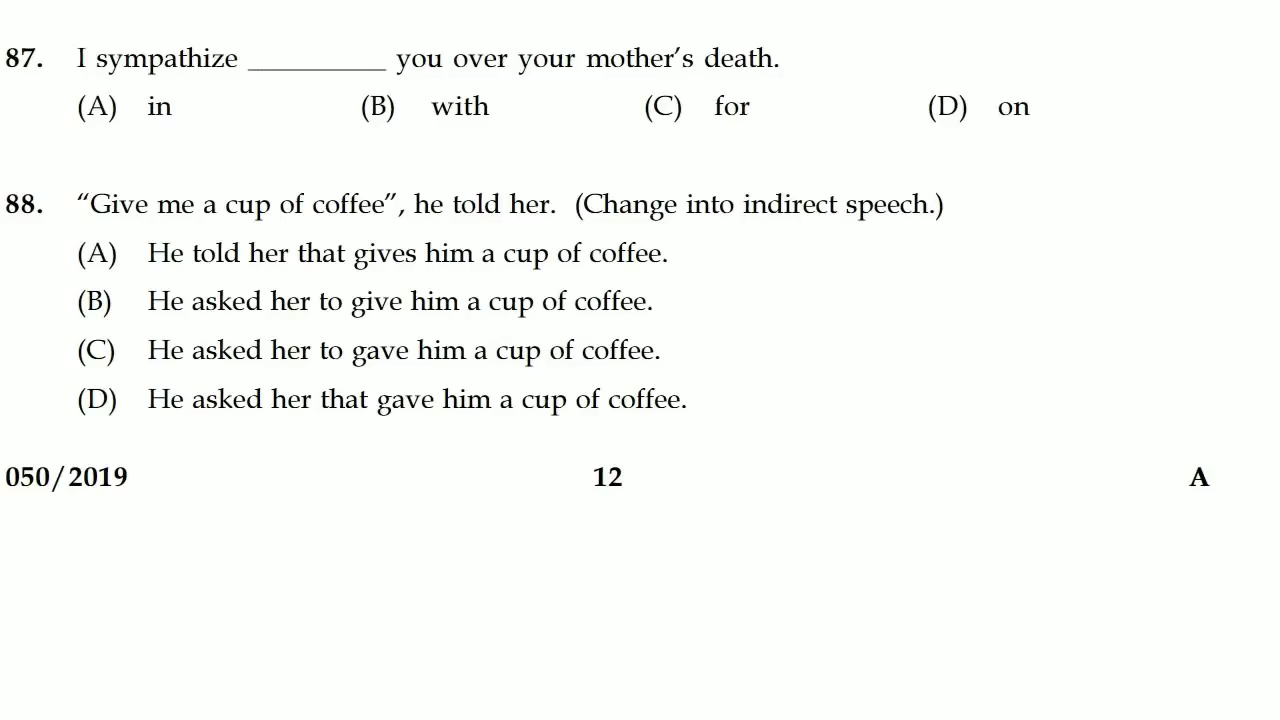 87. I sympathize __________ you over your mother’s death.
(A) in (B) with (C) for (D) on
88. “Give me a cup of coffee”, he told her. (Change into indirect speech.)
(A) He told her that gives him a cup of coffee.
(B) He asked her to give him a cup of coffee.
(C) He asked her to gave him a cup of coffee.
(D) He asked her that gave him a cup of coffee.
050/2019 12 A